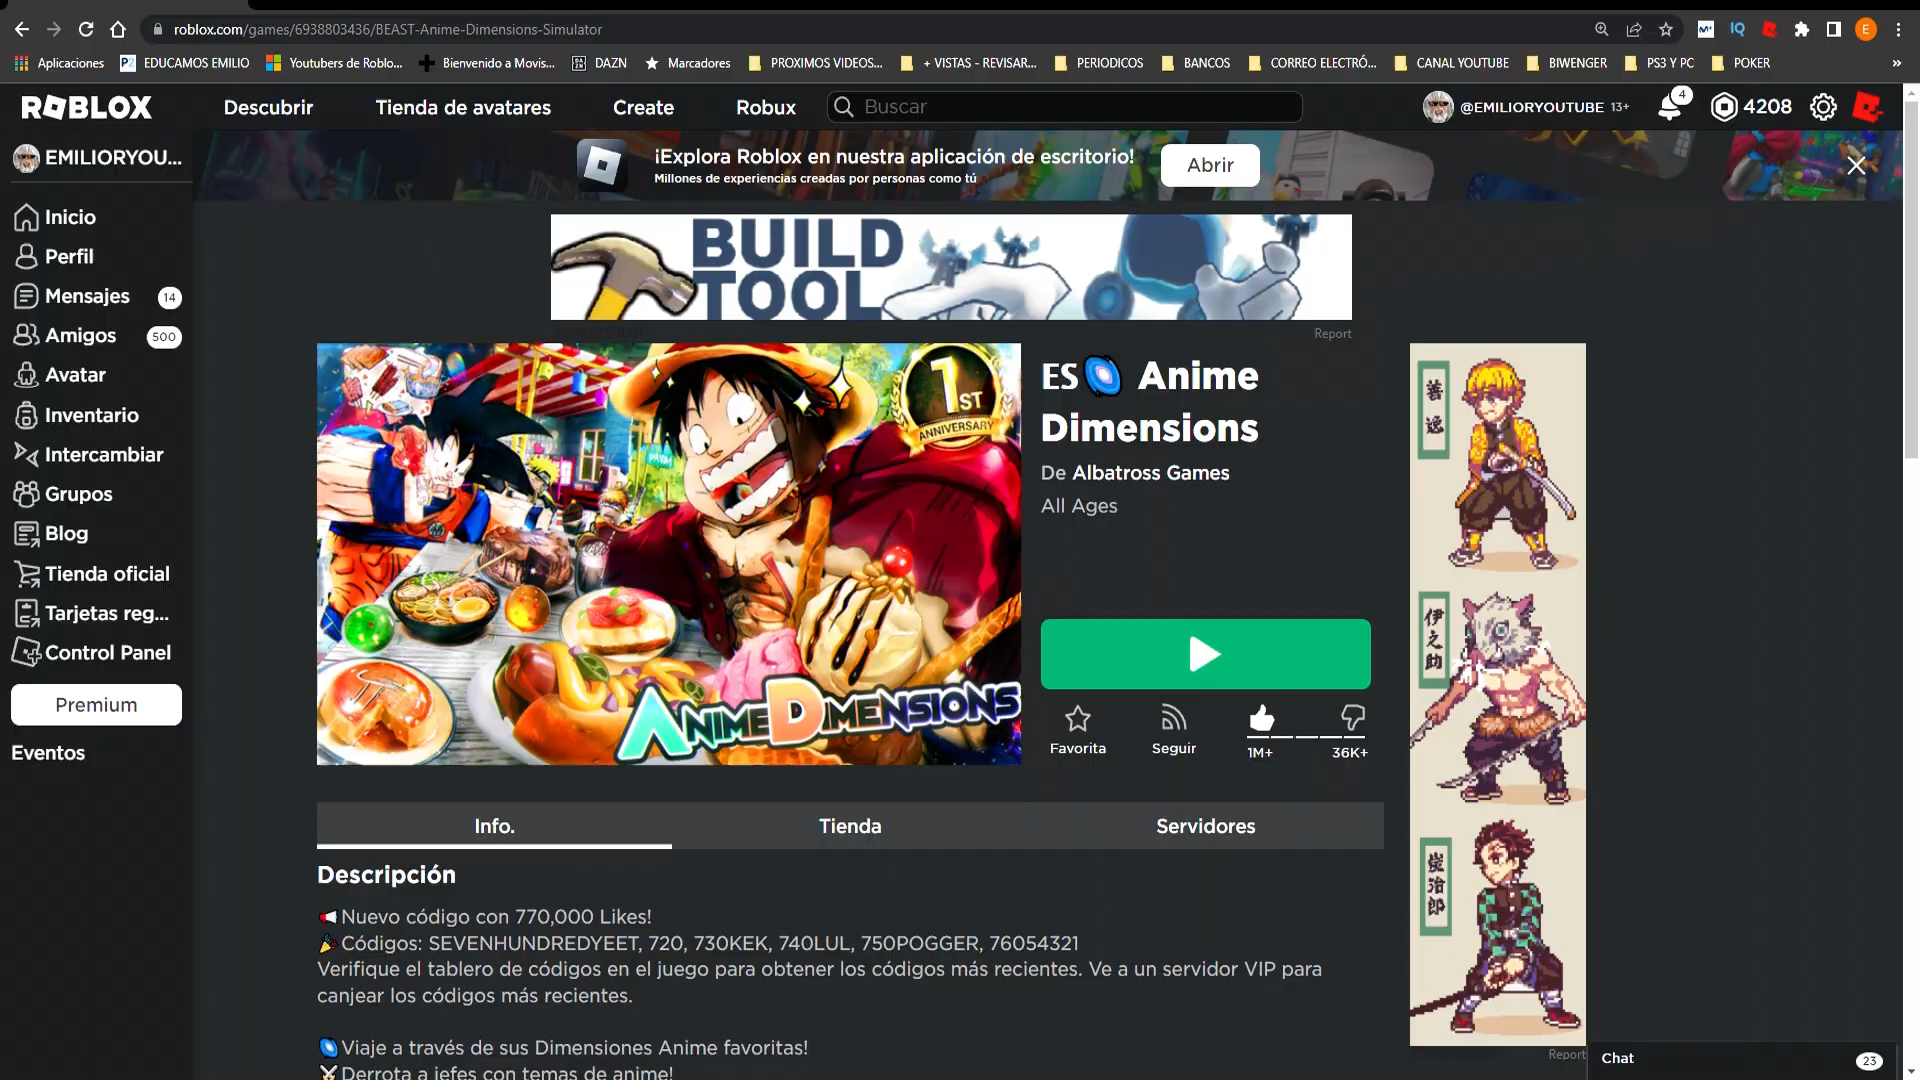 roblox.com/games/6938803436/BEAST-Anime-Dimensions-Simulator
Aplicaciones
EDUCAMOS EMILIO
Youtubers de Roblo...
Bienvenido a Movis...
DAZN
Marcadores
PROXIMOS VIDEOS...
+ VISTAS - REVISAR...
PERIODICOS
BANCOS
CORREO ELECTRÓ...
CANAL YOUTUBE
BIWENGER
PS3 Y PC
POKER
»
ROBLOX
Descubrir
Tienda de avatares
Create
Robux
Buscar
@EMILIORYOUTUBE 13+
4
4208
EMILIORYOU...
¡Explora Roblox en nuestra aplicación de escritorio!
Millones de experiencias creadas por personas como tú
Abrir
Inicio
Perfil
Mensajes 14
Amigos 500
Avatar
Inventario
Intercambiar
Grupos
Blog
Tienda oficial
Tarjetas reg...
Control Panel
Premium
Eventos
BUILD
TOOL
Report
1ST
ANNIVERSARY
ANIME DIMENSIONS
ES Anime
Dimensions
De Albatross Games
All Ages
Favorita
Seguir
1M+
36K+
善逸
伊之助
炭治郎
Report
Info.
Tienda
Servidores
Descripción
Nuevo código con 770,000 Likes!
Códigos: SEVENHUNDREDYEET, 720, 730KEK, 740LUL, 750POGGER, 76054321
Verifique el tablero de códigos en el juego para obtener los códigos más recientes. Ve a un servidor VIP para
canjear los códigos más recientes.
Viaje a través de sus Dimensiones Anime favoritas!
Derrota a jefes con temas de anime!
Chat
23